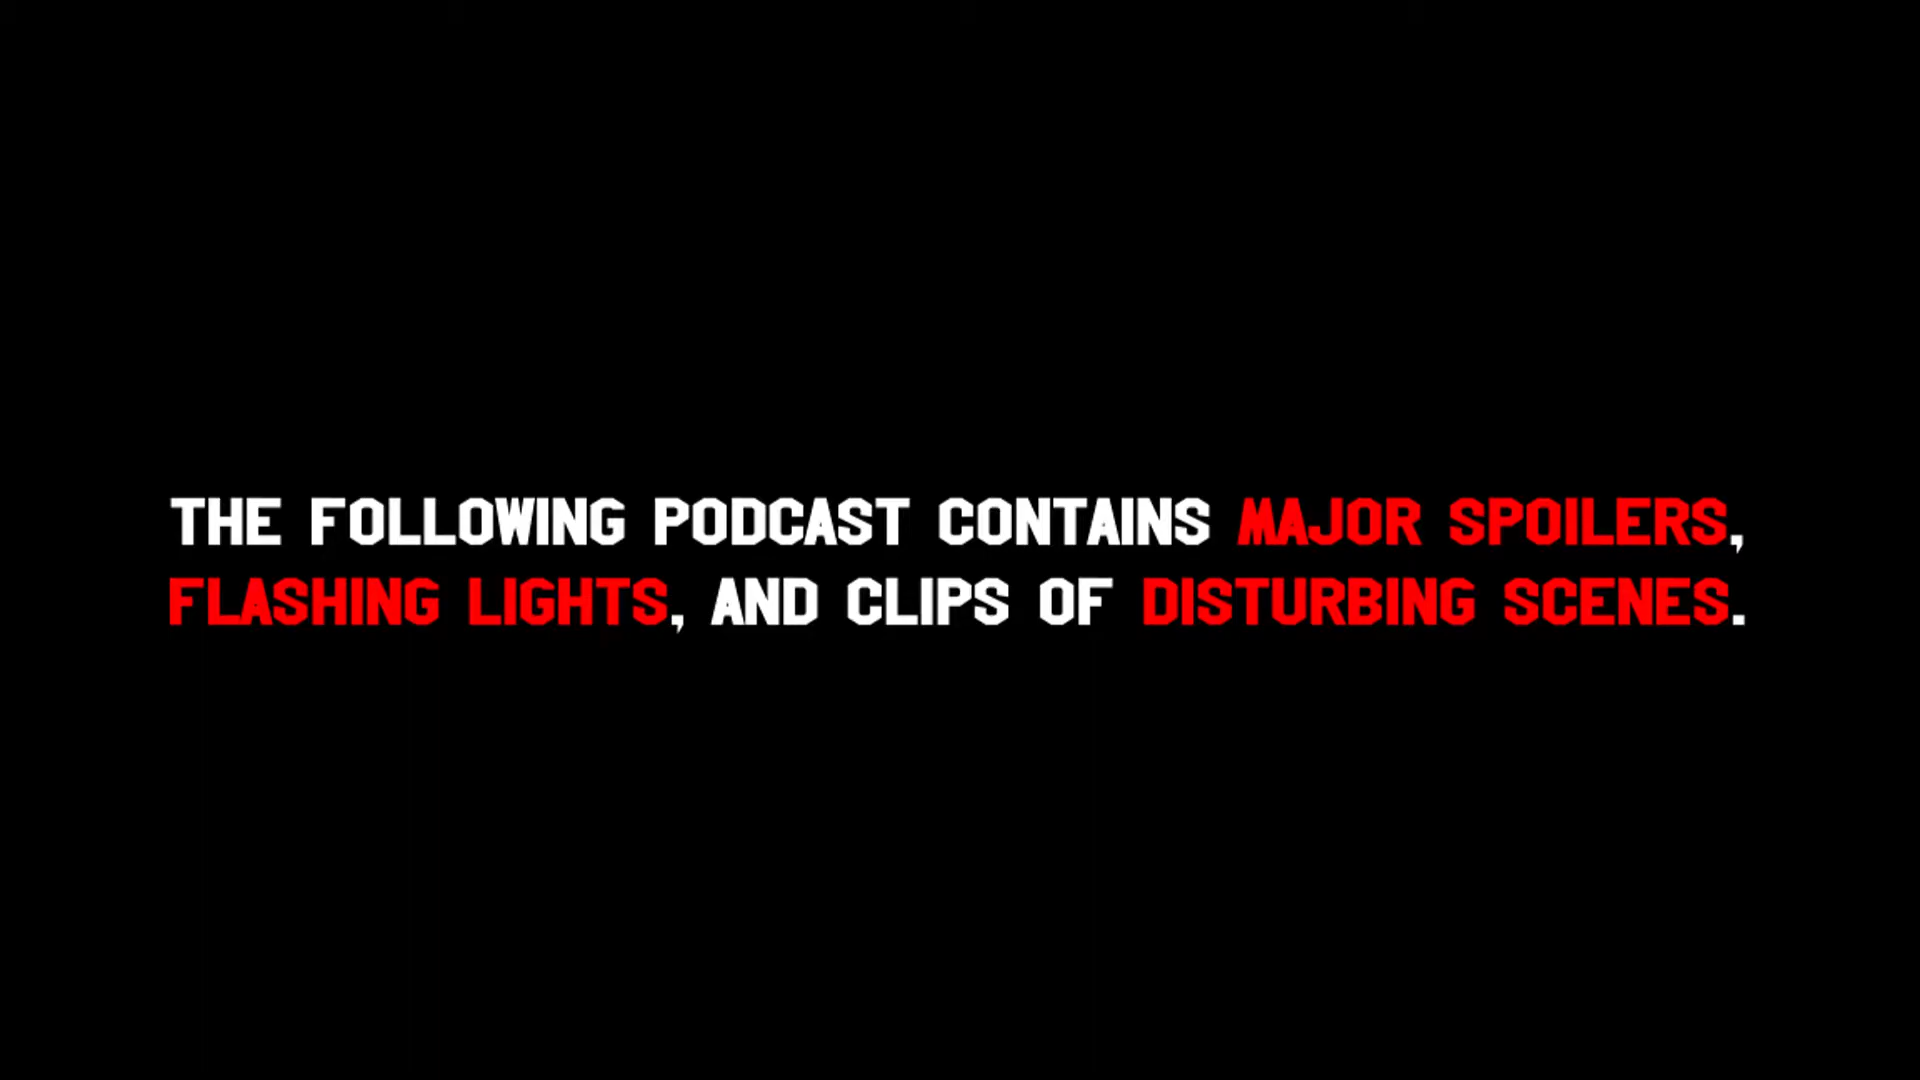 THE FOLLOWING PODCAST CONTAINS MAJOR SPOILERS,
FLASHING LIGHTS, AND CLIPS OF DISTURBING SCENES.